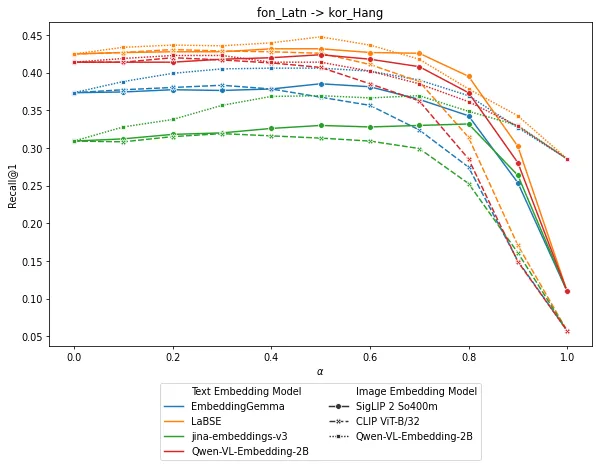 fon_Latn -> kor_Hang
0.45
0.40
0.35
0.30
0.25
0.20
0.15
0.10
0.05
Recall@1
0.0 0.2 0.4 0.6 0.8 1.0
α
Text Embedding Model Image Embedding Model
EmbeddingGemma SigLIP 2 So400m
LaBSE CLIP ViT-B/32
jina-embeddings-v3 Qwen-VL-Embedding-2B
Qwen-VL-Embedding-2B